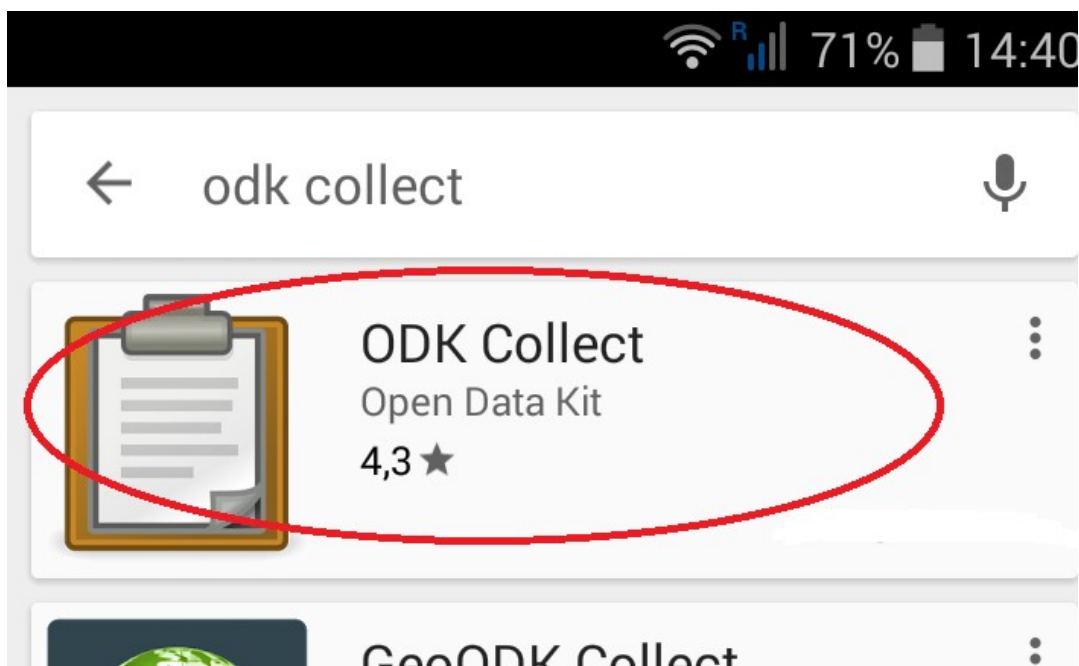 R 71% 14:40
odk collect
ODK Collect
Open Data Kit
4,3★
GeoODK Collect